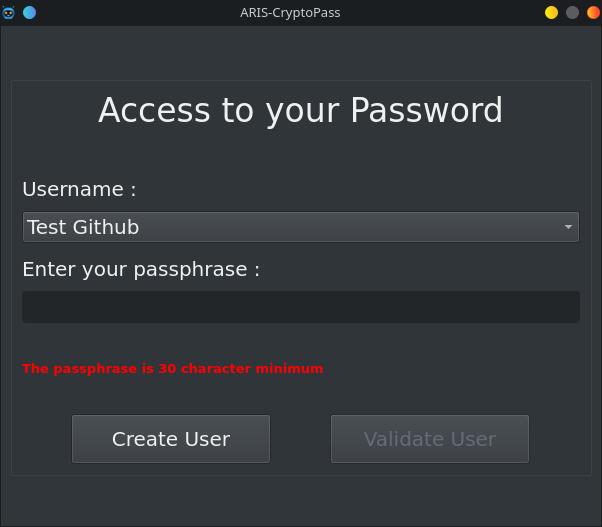 ARIS-CryptoPass
Access to your Password
Username :
Test Github
Enter your passphrase :
The passphrase is 30 character minimum
Create User
Validate User